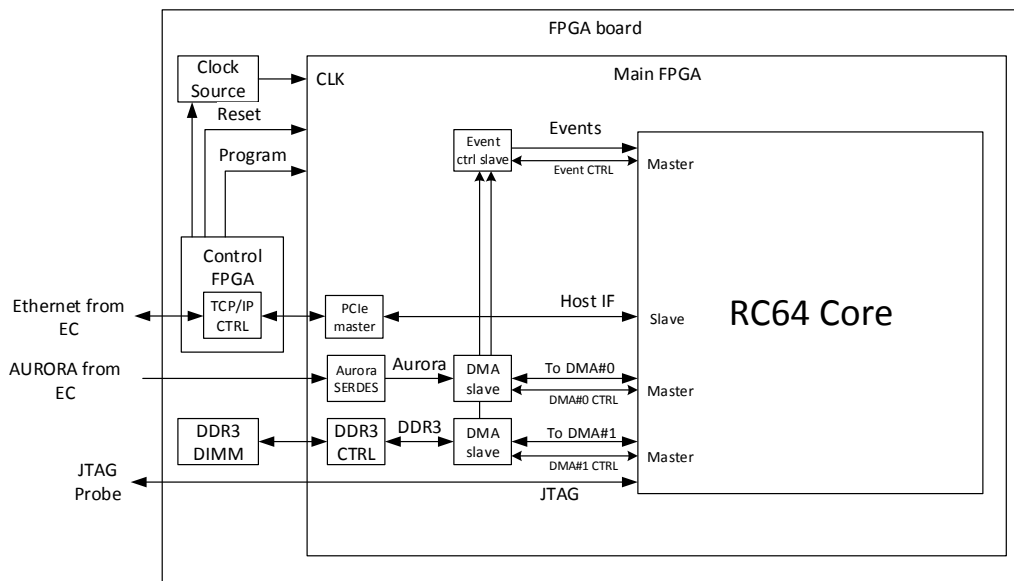 FPGA board
Clock
Source
CLK
Main FPGA
Reset
Program
Event
ctrl slave
Events
Event CTRL
Master
Control
FPGA
TCP/IP
CTRL
Ethernet from
EC
PCIe
master
Host IF
Slave
RC64 Core
AURORA from
EC
Aurora
SERDES
Aurora
DMA
slave
To DMA#0
DMA#0 CTRL
Master
DDR3
DIMM
DDR3
CTRL
DDR3
DMA
slave
To DMA#1
DMA#1 CTRL
Master
JTAG
Probe
JTAG